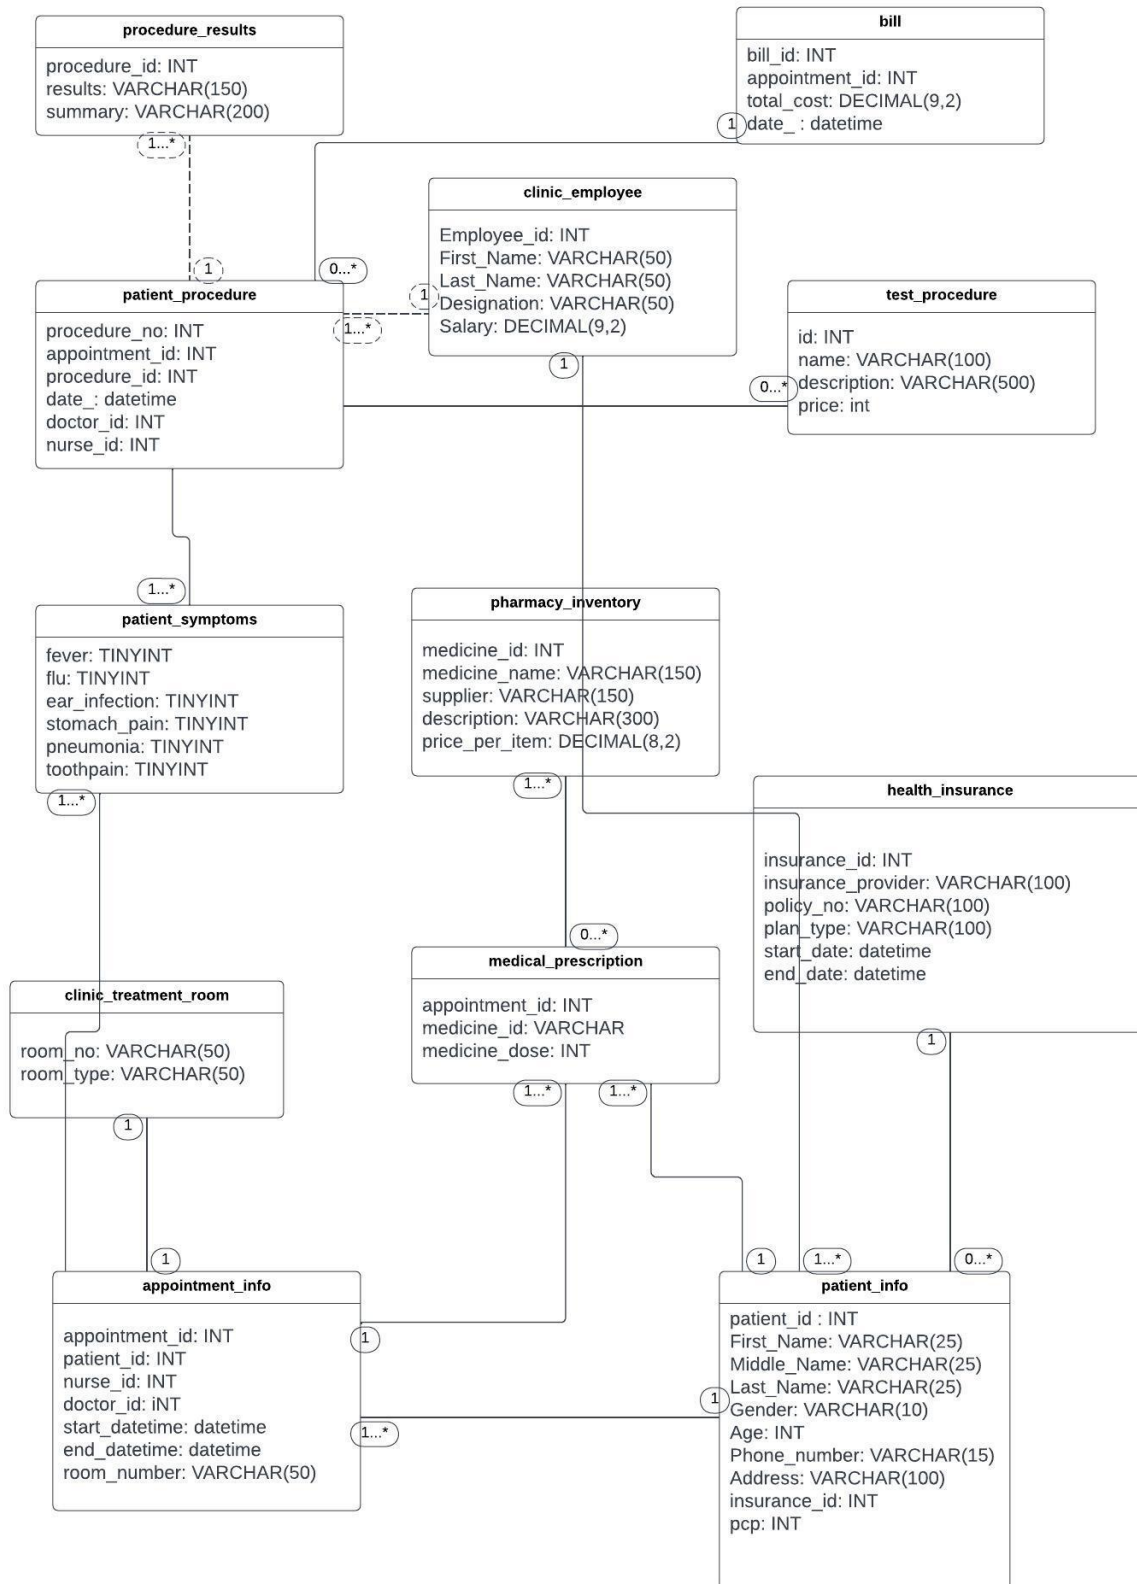 procedure_results
procedure_id: INT
results: VARCHAR(150)
summary: VARCHAR(200)
1...*
bill
bill_id: INT
appointment_id: INT
total_cost: DECIMAL(9,2)
date_ : datetime
1
clinic_employee
Employee_id: INT
First_Name: VARCHAR(50)
Last_Name: VARCHAR(50)
Designation: VARCHAR(50)
Salary: DECIMAL(9,2)
1
1
1
0...*
patient_procedure
procedure_no: INT
appointment_id: INT
procedure_id: INT
date_: datetime
doctor_id: INT
nurse_id: INT
1...*
test_procedure
id: INT
name: VARCHAR(100)
description: VARCHAR(500)
price: int
0...*
1...*
patient_symptoms
fever: TINYINT
flu: TINYINT
ear_infection: TINYINT
stomach_pain: TINYINT
pneumonia: TINYINT
toothpain: TINYINT
1...*
pharmacy_inventory
medicine_id: INT
medicine_name: VARCHAR(150)
supplier: VARCHAR(150)
description: VARCHAR(300)
price_per_item: DECIMAL(8,2)
1...*
health_insurance
insurance_id: INT
insurance_provider: VARCHAR(100)
policy_no: VARCHAR(100)
plan_type: VARCHAR(100)
start_date: datetime
end_date: datetime
1
0...*
medical_prescription
appointment_id: INT
medicine_id: VARCHAR
medicine_dose: INT
1...*
1...*
clinic_treatment_room
room_no: VARCHAR(50)
room_type: VARCHAR(50)
1
1
appointment_info
appointment_id: INT
patient_id: INT
nurse_id: INT
doctor_id: iNT
start_datetime: datetime
end_datetime: datetime
room_number: VARCHAR(50)
1
1...*
1
1...*
0...*
patient_info
patient_id : INT
First_Name: VARCHAR(25)
Middle_Name: VARCHAR(25)
Last_Name: VARCHAR(25)
Gender: VARCHAR(10)
Age: INT
Phone_number: VARCHAR(15)
Address: VARCHAR(100)
insurance_id: INT
pcp: INT
1